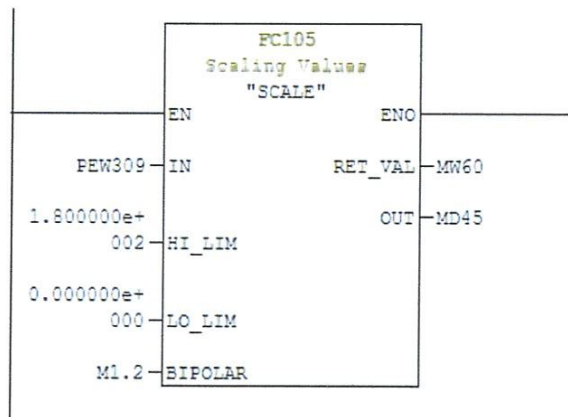 FC105
Scaling Values
"SCALE"
EN ENO
PEW309 IN RET_VAL MW60
1.800000e+ OUT MD45
002 HI_LIM
0.000000e+
000 LO_LIM
M1.2 BIPOLAR